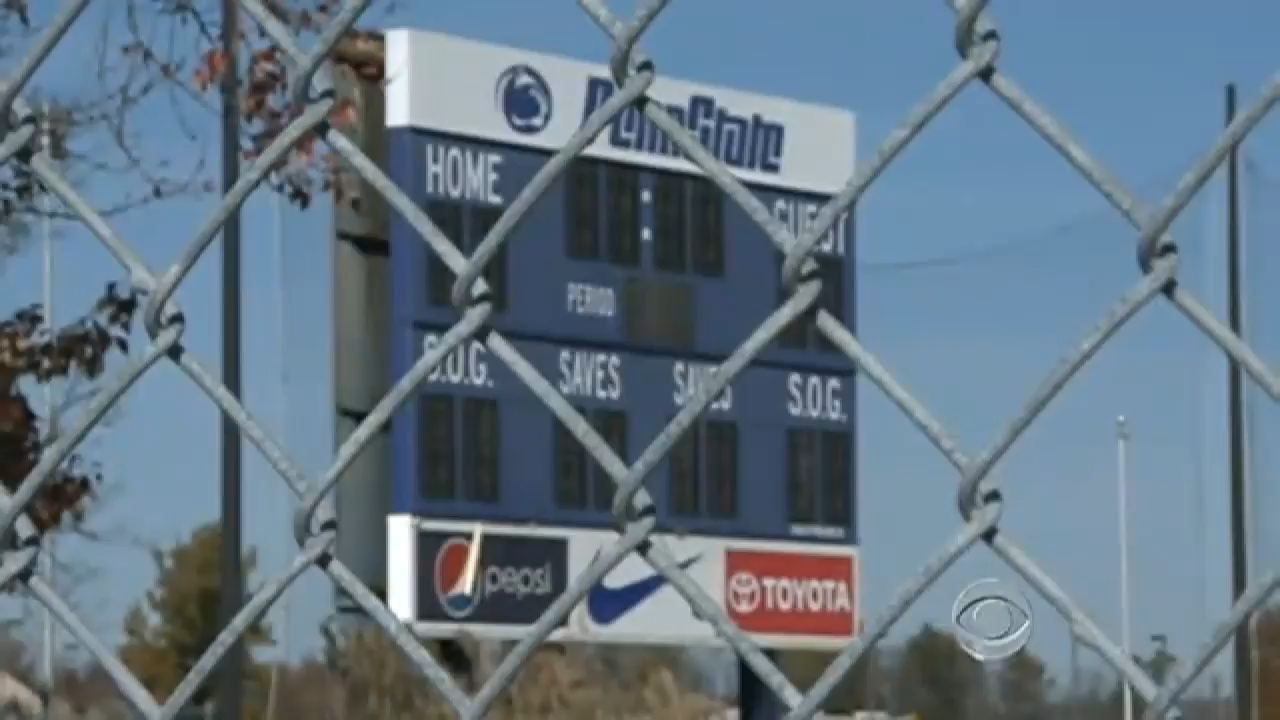 PennState
HOME
GUEST
PERIOD
S.O.G. SAVES SAVES S.O.G.
pepsi TOYOTA